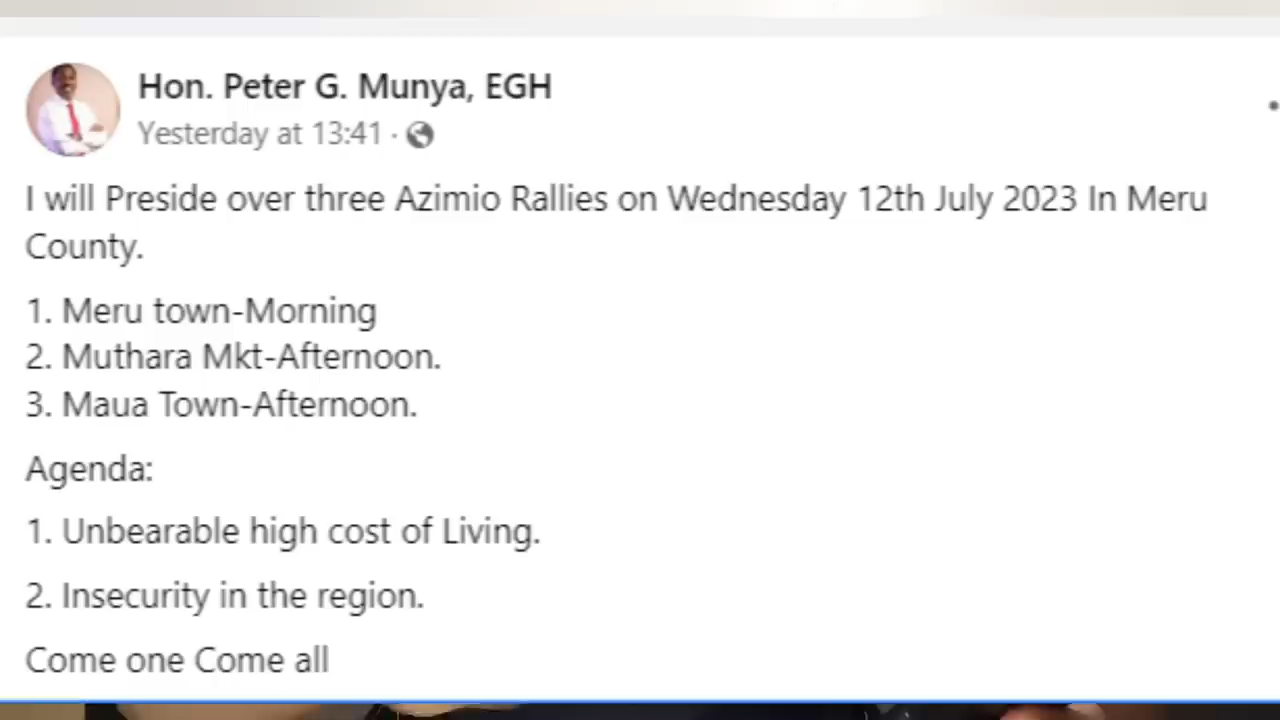 Hon. Peter G. Munya, EGH
Yesterday at 13:41 ·
I will Preside over three Azimio Rallies on Wednesday 12th July 2023 In Meru
County.
1. Meru town-Morning
2. Muthara Mkt-Afternoon.
3. Maua Town-Afternoon.
Agenda:
1. Unbearable high cost of Living.
2. Insecurity in the region.
Come one Come all